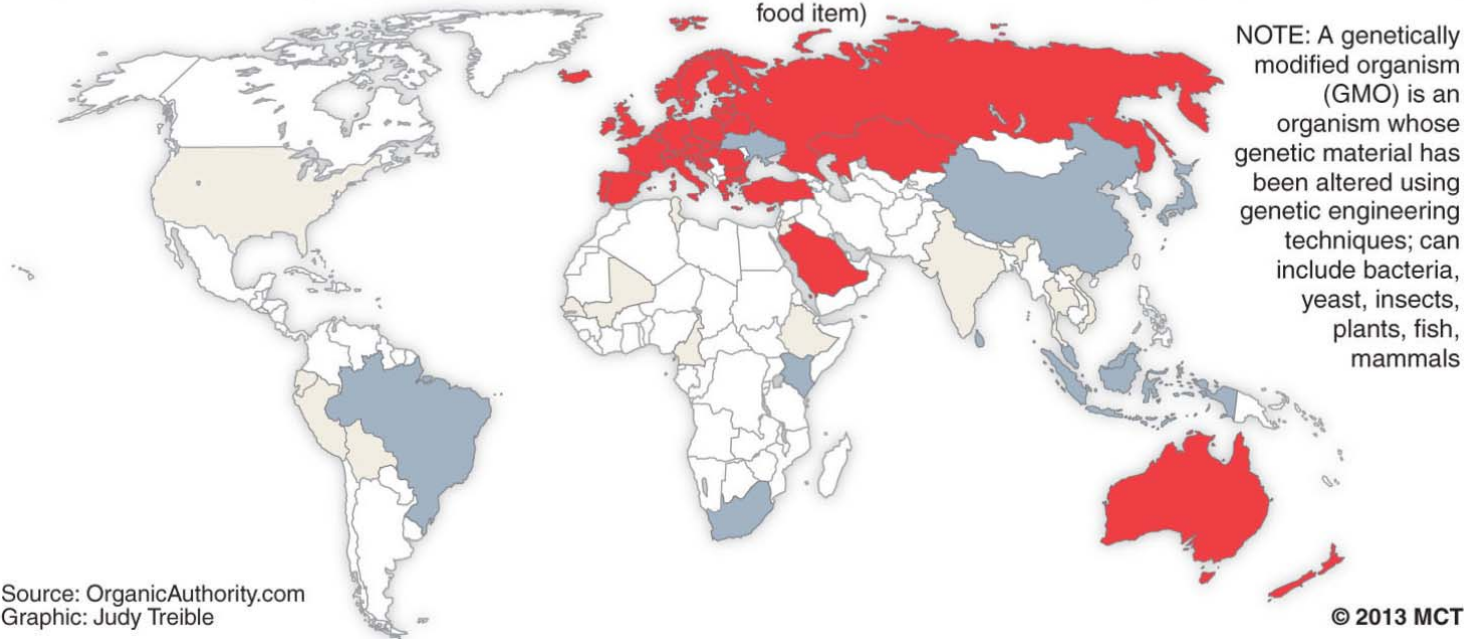 food item)
NOTE: A genetically
modified organism
(GMO) is an
organism whose
genetic material has
been altered using
genetic engineering
techniques; can
include bacteria,
yeast, insects,
plants, fish,
mammals
Source: OrganicAuthority.com
Graphic: Judy Treible
© 2013 MCT